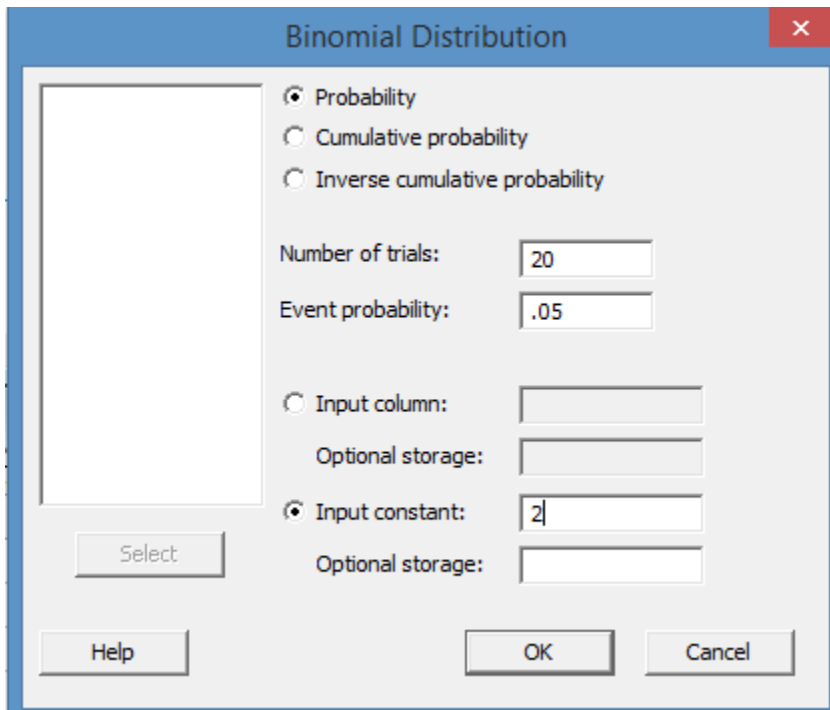 Binomial Distribution
Probability
Cumulative probability
Inverse cumulative probability
Number of trials: 20
Event probability: .05
Input column:
Optional storage:
Input constant: 2
Optional storage:
Select
Help OK Cancel